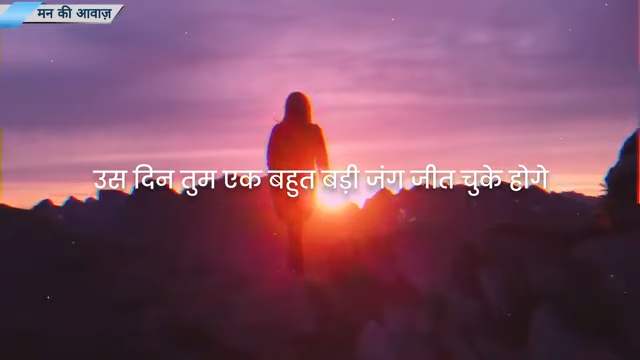 मन की आवाज़
उस दिन तुम एक बहुत बड़ी जंग जीत चुके होगे